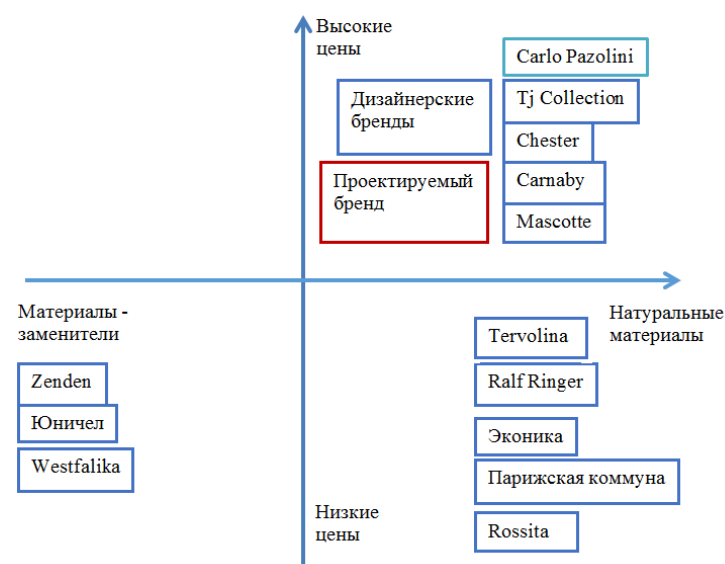 Высокие
цены
Carlo Pazolini
Дизайнерские
бренды
Tj Collection
Chester
Проектируемый
бренд
Carnaby
Mascotte
Материалы -
заменители
Натуральные
материалы
Tervolina
Zenden
Ralf Ringer
Юничел
Эконика
Westfalika
Парижская коммуна
Низкие
цены
Rossita